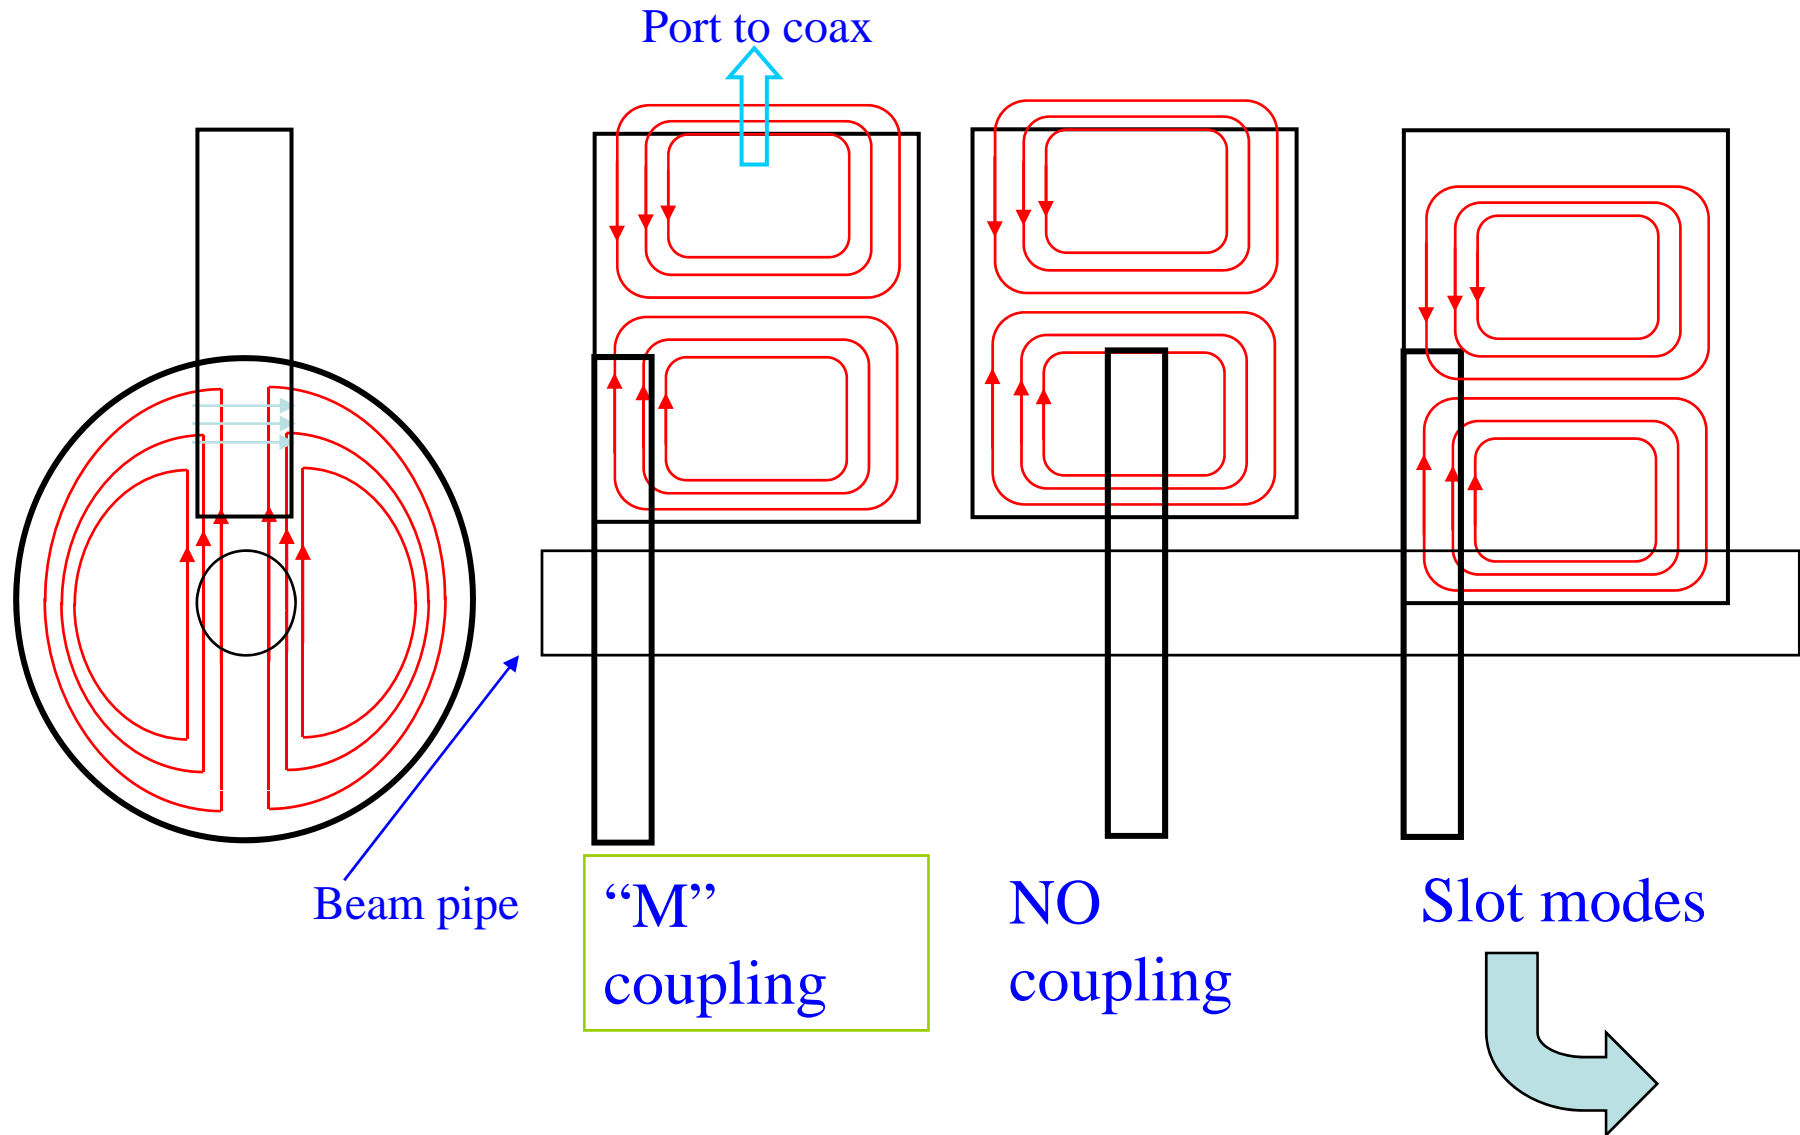 Port to coax
Beam pipe
“M”
coupling
NO
coupling
Slot modes